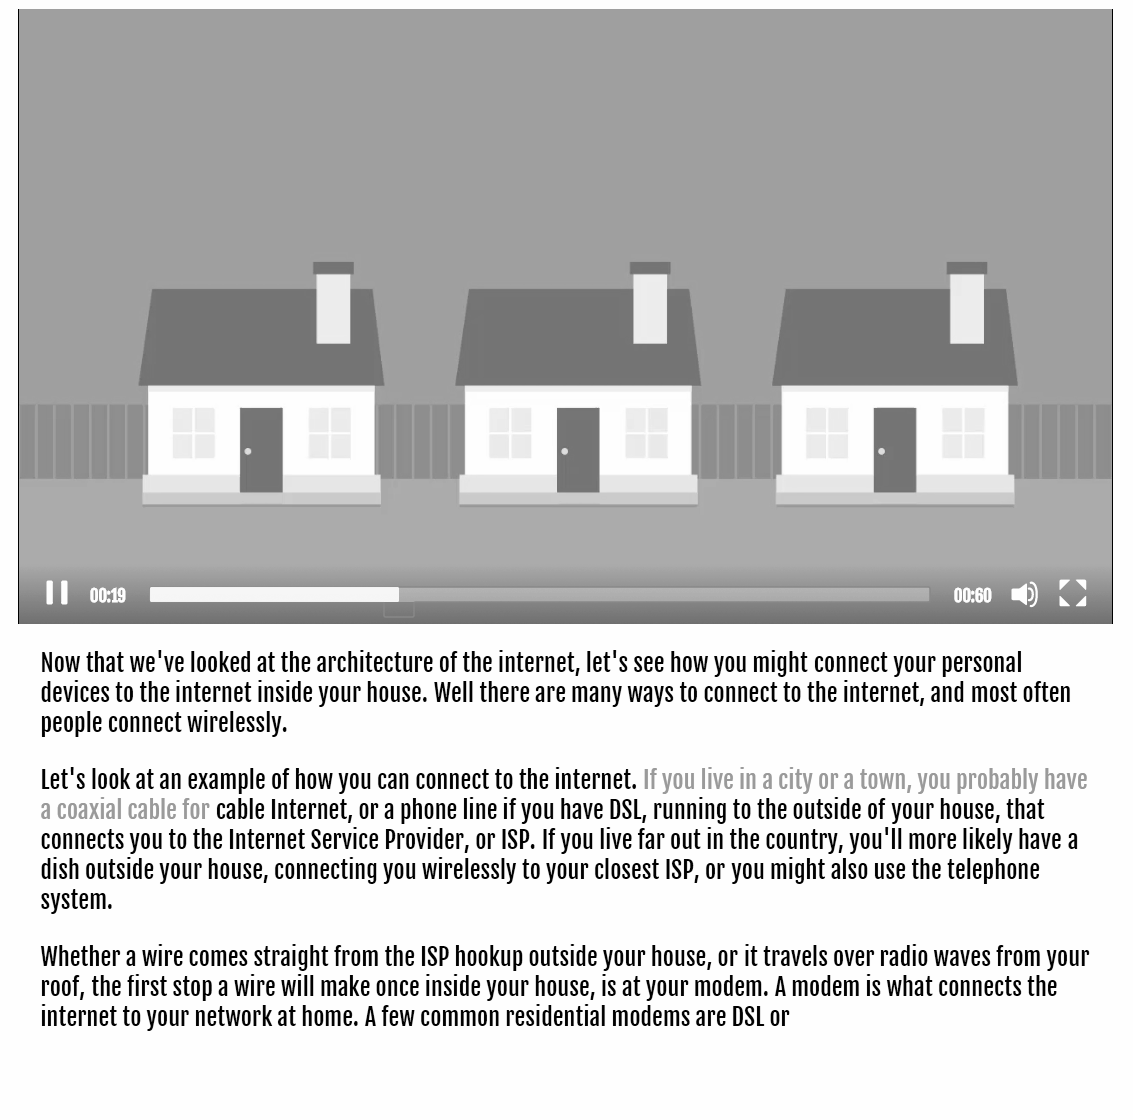 00:19
00:60
Now that we've looked at the architecture of the internet, let's see how you might connect your personal
devices to the internet inside your house. Well there are many ways to connect to the internet, and most often
people connect wirelessly.
Let's look at an example of how you can connect to the internet. If you live in a city or a town, you probably have
a coaxial cable for cable Internet, or a phone line if you have DSL, running to the outside of your house, that
connects you to the Internet Service Provider, or ISP. If you live far out in the country, you'll more likely have a
dish outside your house, connecting you wirelessly to your closest ISP, or you might also use the telephone
system.
Whether a wire comes straight from the ISP hookup outside your house, or it travels over radio waves from your
roof, the first stop a wire will make once inside your house, is at your modem. A modem is what connects the
internet to your network at home. A few common residential modems are DSL or